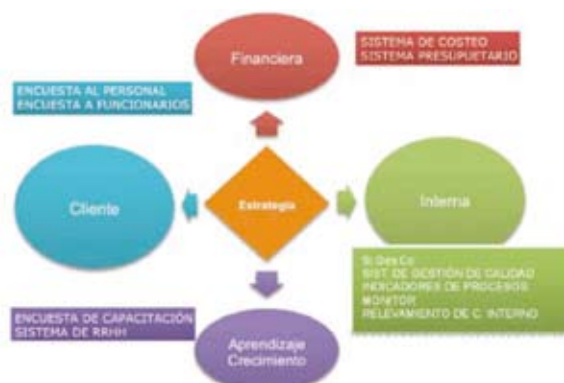 Financiera
SISTEMA DE COSTEO
SISTEMA PRESUPUETARIO
ENCUESTA AL PERSONAL
ENCUESTA A FUNCIONARIOS
Cliente
Estrategia
Interna
SIST. DE GESTIÓN DE CALIDAD
INDICADORES DE PROCESOS
MONITOR
RELEVAMIENTO DE C. INTERNO
ENCUESTA DE CAPACITACIÓN
SISTEMA DE RRHH
Aprendizaje
Crecimiento